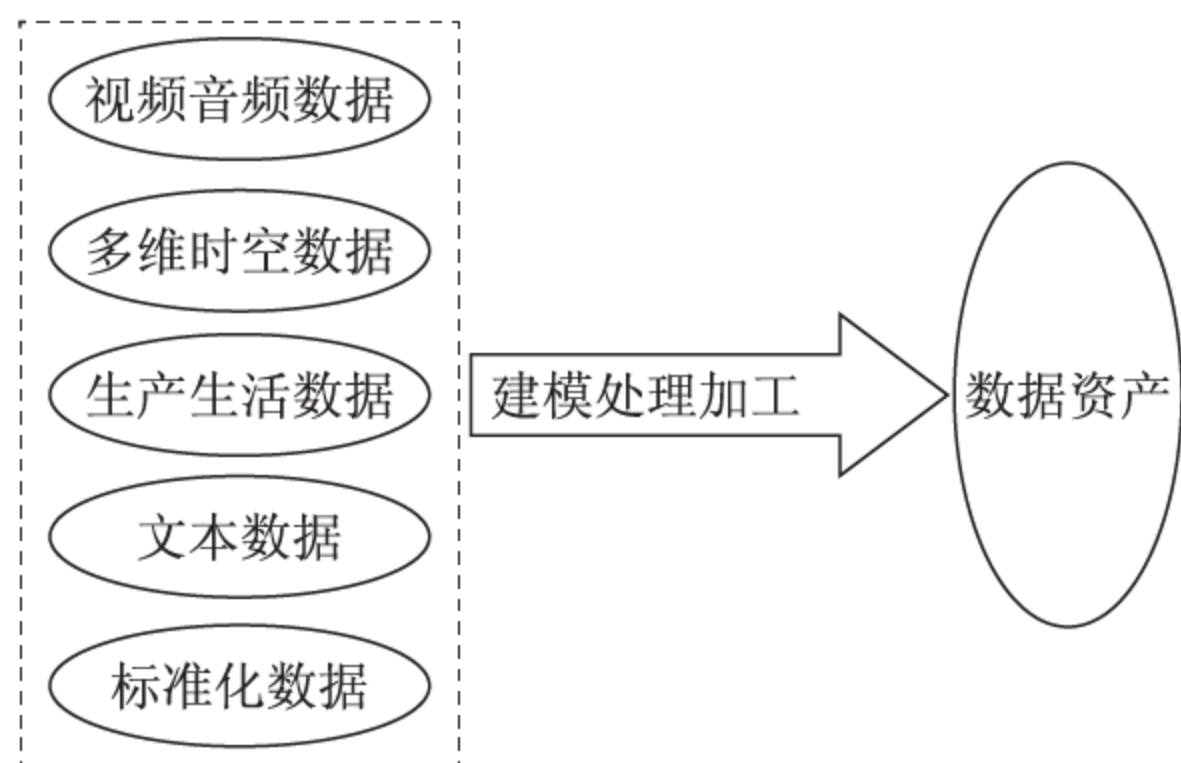 视频音频数据
多维时空数据
生产生活数据
文本数据
标准化数据
建模处理加工
数据资产